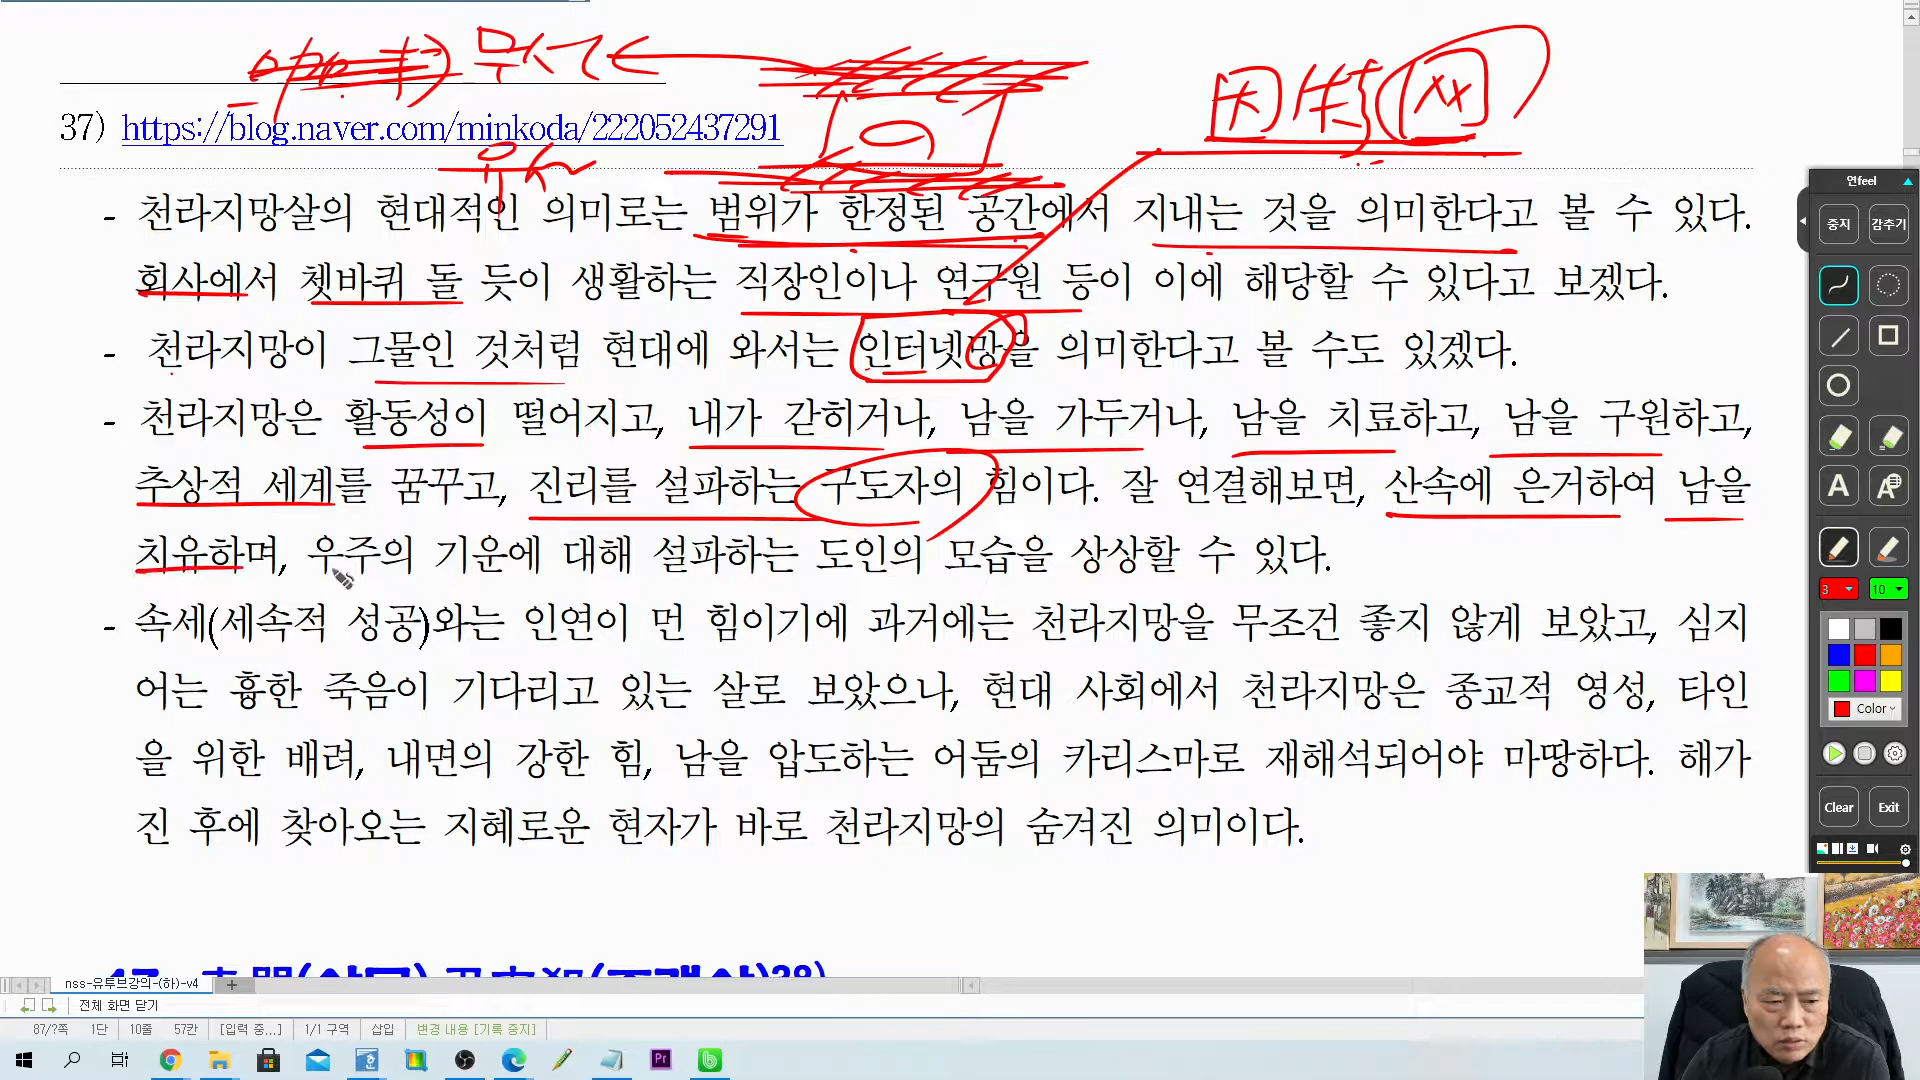 37) https://blog.naver.com/minkoda/222052437291
- 천라지망살의 현대적인 의미로는 범위가 한정된 공간에서 지내는 것을 의미한다고 볼 수 있다.
회사에서 쳇바퀴 돌 듯이 생활하는 직장인이나 연구원 등이 이에 해당할 수 있다고 보겠다.
- 천라지망이 그물인 것처럼 현대에 와서는 인터넷망을 의미한다고 볼 수도 있겠다.
- 천라지망은 활동성이 떨어지고, 내가 갇히거나, 남을 가두거나, 남을 치료하고, 남을 구원하고,
추상적 세계를 꿈꾸고, 진리를 설파하는 구도자의 힘이다. 잘 연결해보면, 산속에 은거하여 남을
치유하며, 우주의 기운에 대해 설파하는 도인의 모습을 상상할 수 있다.
- 속세(세속적 성공)와는 인연이 먼 힘이기에 과거에는 천라지망을 무조건 좋지 않게 보았고, 심지
어는 흉한 죽음이 기다리고 있는 살로 보았으나, 현대 사회에서 천라지망은 종교적 영성, 타인
을 위한 배려, 내면의 강한 힘, 남을 압도하는 어둠의 카리스마로 재해석되어야 마땅하다. 해가
진 후에 찾아오는 지혜로운 현자가 바로 천라지망의 숨겨진 의미이다.
연feel
중지 감추기
A A
3 10
Color
Clear Exit
nss-유투브강의-(하)-v4
전체 화면 닫기
87/?쪽 1단 10줄 57칸 [입력 중...] 1/1 구역 삽입 변경 내용 [기록 중지]
Pr